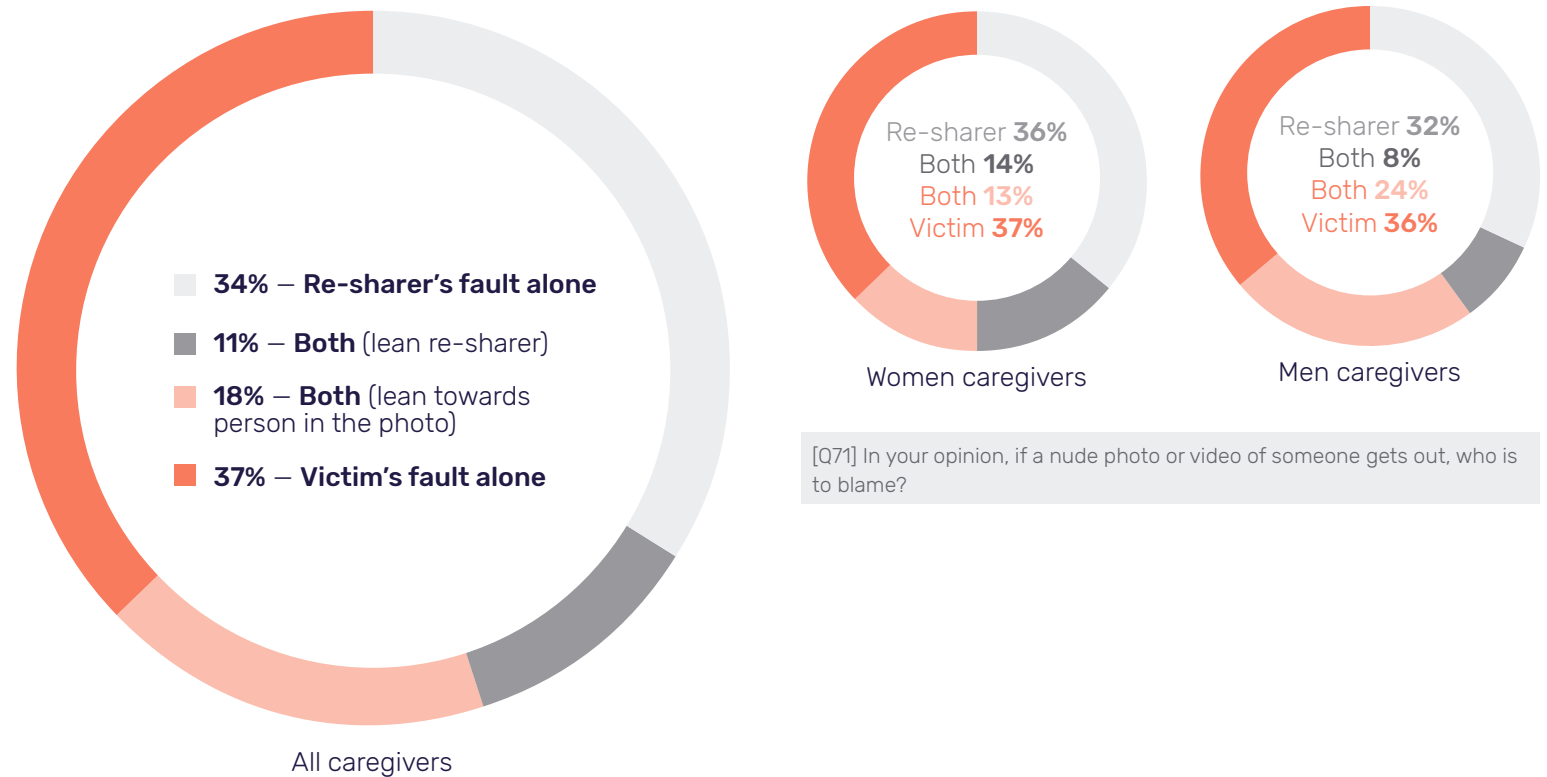 34% – Re-sharer’s fault alone
11% – Both (lean re-sharer)
18% – Both (lean towards
person in the photo)
37% – Victim’s fault alone
All caregivers
Re-sharer 36%
Both 14%
Both 13%
Victim 37%
Women caregivers
Re-sharer 32%
Both 8%
Both 24%
Victim 36%
Men caregivers
[Q71] In your opinion, if a nude photo or video of someone gets out, who is
to blame?